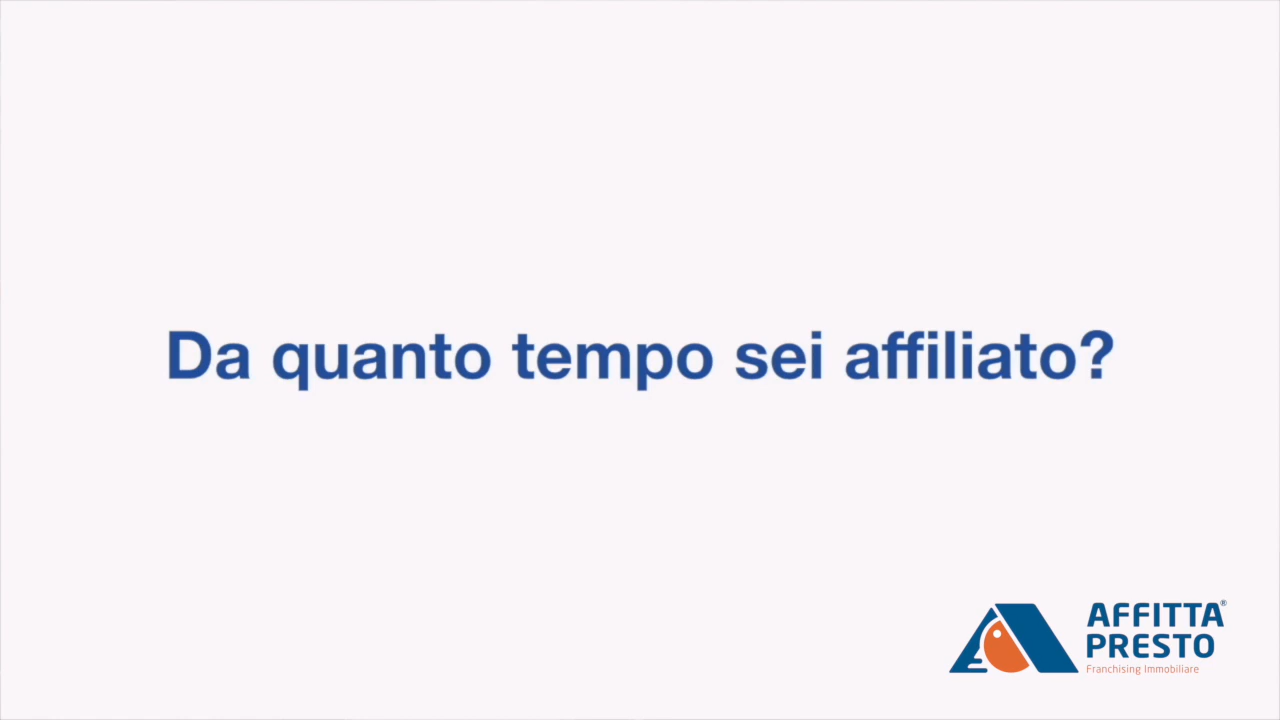 Da quanto tempo sei affiliato?
AFFITTA®
PRESTO
Franchising Immobiliare